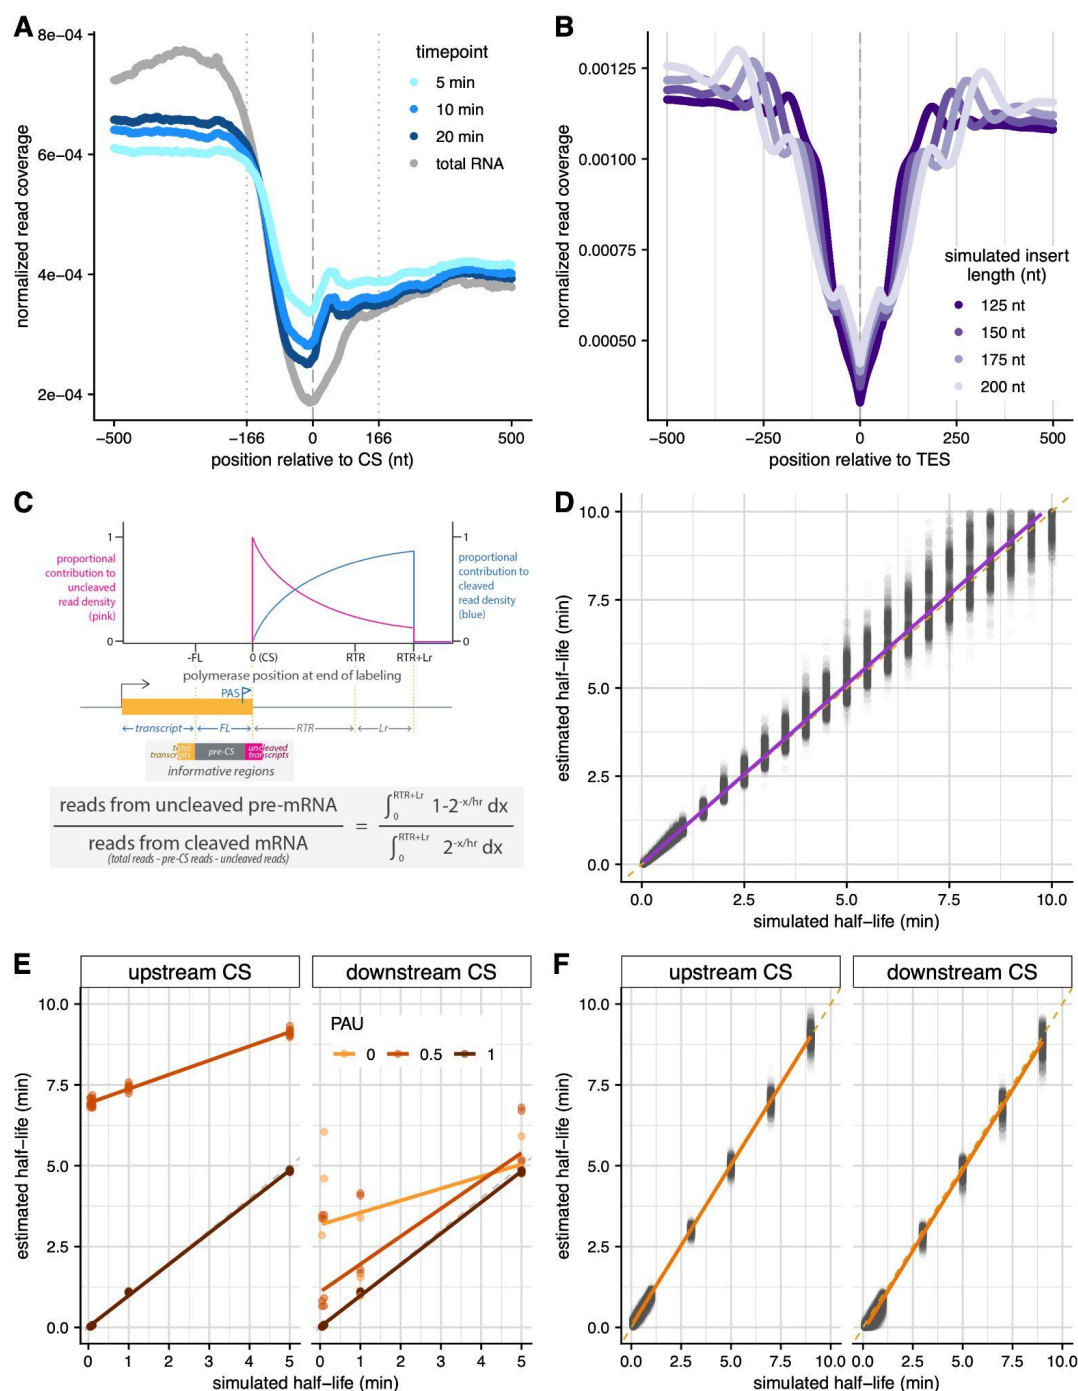 A
8e−04
6e−04
4e−04
2e−04
normalized read coverage
timepoint
5 min
10 min
20 min
total RNA
−500
−166
0
166
500
position relative to CS (nt)
B
0.00125
0.00100
0.00075
0.00050
normalized read coverage
simulated insert
length (nt)
125 nt
150 nt
175 nt
200 nt
−500
−250
0
250
500
position relative to TES
C
1
0
proportional
contribution to
uncleaved
read density
(pink)
1
0
proportional
contribution to
cleaved
read density
(blue)
-FL
0 (CS)
RTR
RTR+Lr
polymerase position at end of labeling
PAS
transcript
FL
RTR
Lr
total
transcripts
pre-CS
uncleaved
transcripts
informative regions
reads from uncleaved pre-mRNA
reads from cleaved mRNA
(total reads - pre-CS reads - uncleaved reads)
=
∫ RTR+Lr 0 1-2^-x/hr dx
∫ RTR+Lr 0 2^-x/hr dx
D
10.0
7.5
5.0
2.5
0.0
estimated half−life (min)
0.0
2.5
5.0
7.5
10.0
simulated half−life (min)
E
upstream CS
downstream CS
10.0
7.5
5.0
2.5
0.0
estimated half−life (min)
PAU
0
0.5
1
0 1 2 3 4 5
0 1 2 3 4 5
simulated half−life (min)
F
upstream CS
downstream CS
10.0
7.5
5.0
2.5
0.0
estimated half−life (min)
0.0 2.5 5.0 7.5 10.0
0.0 2.5 5.0 7.5 10.0
simulated half−life (min)